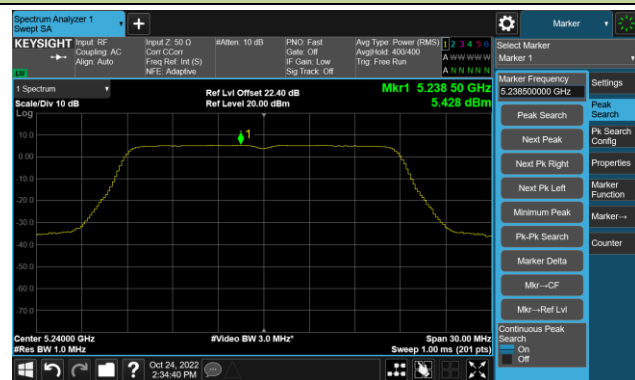 Spectrum Analyzer 1
Swept SA
+
Marker
KEYSIGHT
Input: RF
Coupling: AC
Align: Auto
Input Z: 50 Ω
Corr CCorr
Freq Ref: Int (S)
NFE: Adaptive
#Atten: 10 dB
PNO: Fast
Gate: Off
IF Gain: Low
Sig Track: Off
Avg Type: Power (RMS)
Avg|Hold: 400/400
Trig: Free Run
1 2 3 4 5 6
A W W W W W
A N N N N N
Select Marker
Marker 1
LXI
1 Spectrum
Scale/Div 10 dB
Log
Ref Lvl Offset 22.40 dB
Ref Level 20.00 dBm
Mkr1 5.238 50 GHz
5.428 dBm
10.0
0.00
-10.0
-20.0
-30.0
-40.0
-50.0
-60.0
-70.0
1
Center 5.24000 GHz
#Res BW 1.0 MHz
#Video BW 3.0 MHz*
Span 30.00 MHz
Sweep 1.00 ms (201 pts)
Marker Frequency
5.238500000 GHz
Peak Search
Next Peak
Next Pk Right
Next Pk Left
Minimum Peak
Pk-Pk Search
Marker Delta
Mkr→CF
Mkr→Ref Lvl
Continuous Peak
Search
On
Off
Settings
Peak
Search
Pk Search
Config
Properties
Marker
Function
Marker→
Counter
?
Oct 24, 2022
2:34:40 PM